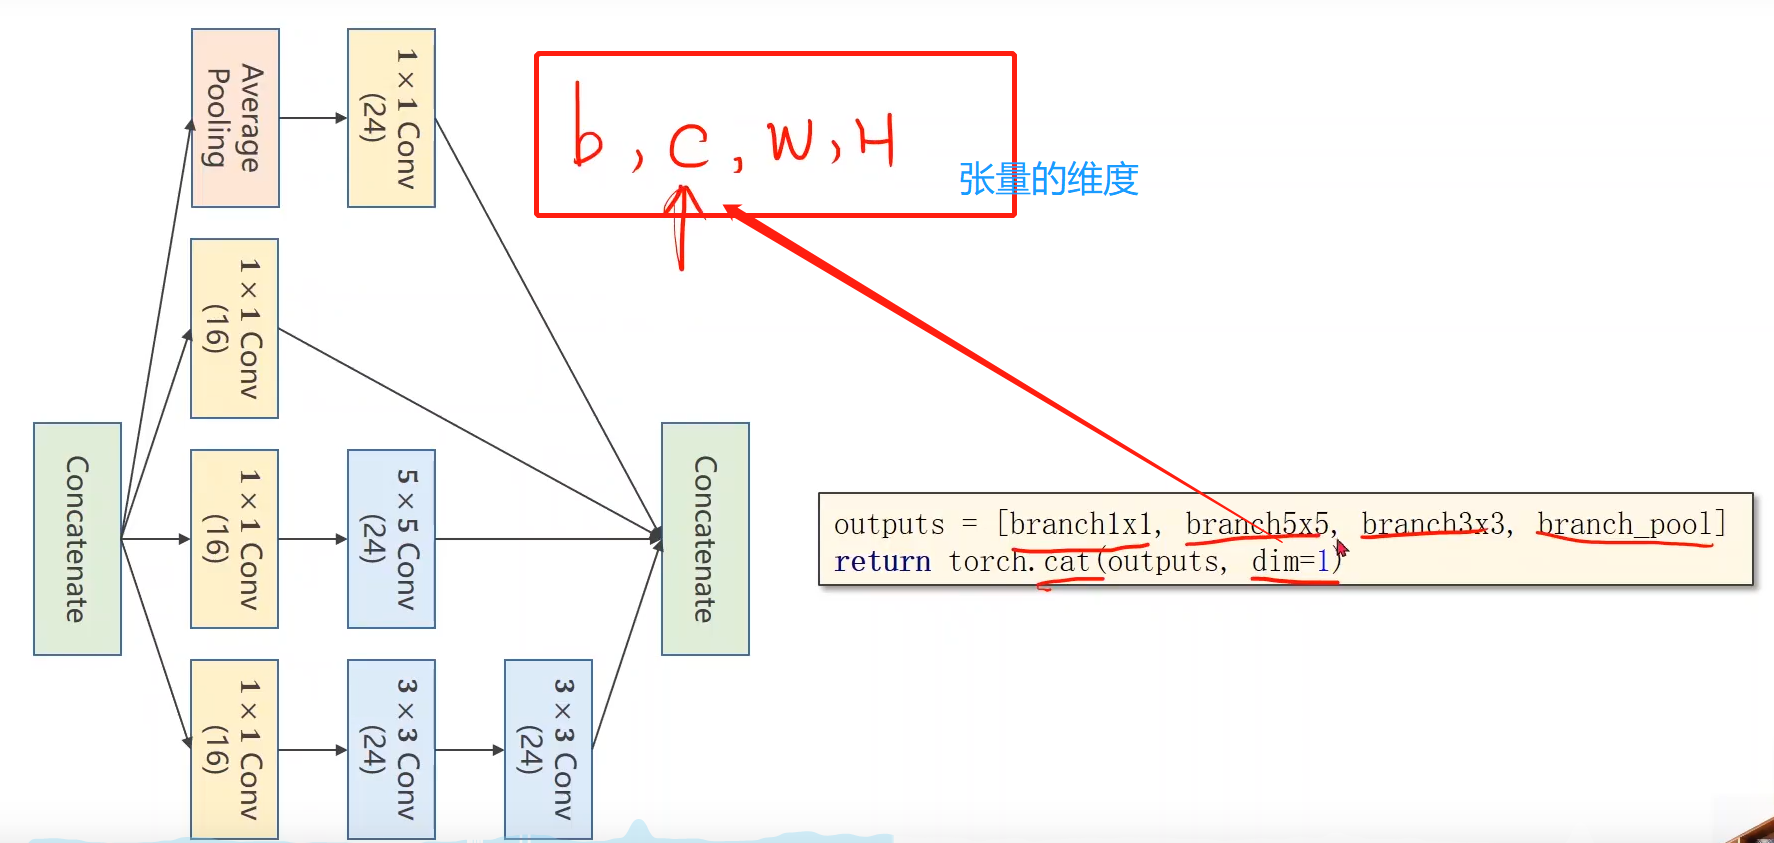 Average
Pooling
1×1 Conv
(24)
b, c, W, H
张量的维度
1×1 Conv
(16)
Concatenate
1×1 Conv
(16)
5×5 Conv
(24)
Concatenate
outputs = [branch1x1, branch5x5, branch3x3, branch_pool]
return torch.cat(outputs, dim=1)
1×1 Conv
(16)
3×3 Conv
(24)
3×3 Conv
(24)